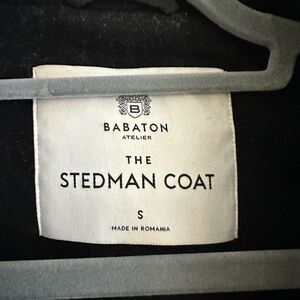 B
BABATON
ATELIER
THE
STEDMAN COAT
S
MADE IN ROMANIA